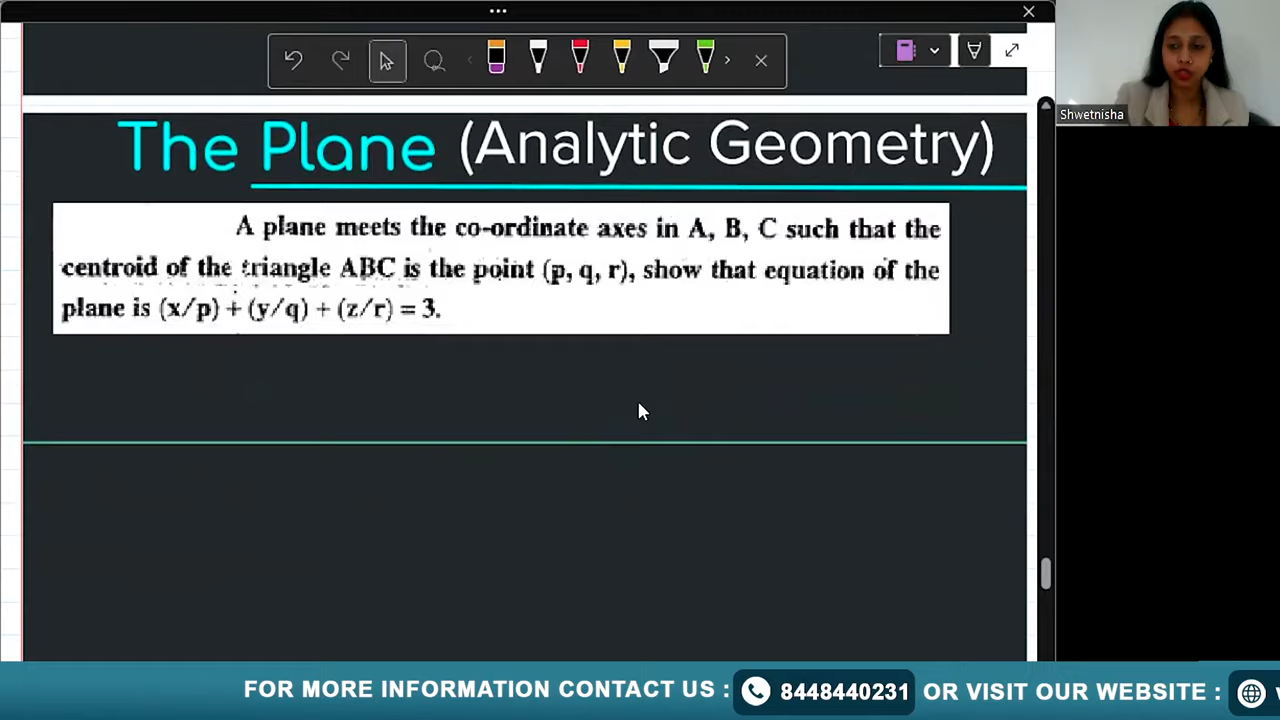 Shwetnisha
The Plane (Analytic Geometry)
A plane meets the co-ordinate axes in A, B, C such that the
centroid of the triangle ABC is the point (p, q, r), show that equation of the
plane is (x/p) + (y/q) + (z/r) = 3.
FOR MORE INFORMATION CONTACT US : 8448440231 OR VISIT OUR WEBSITE :